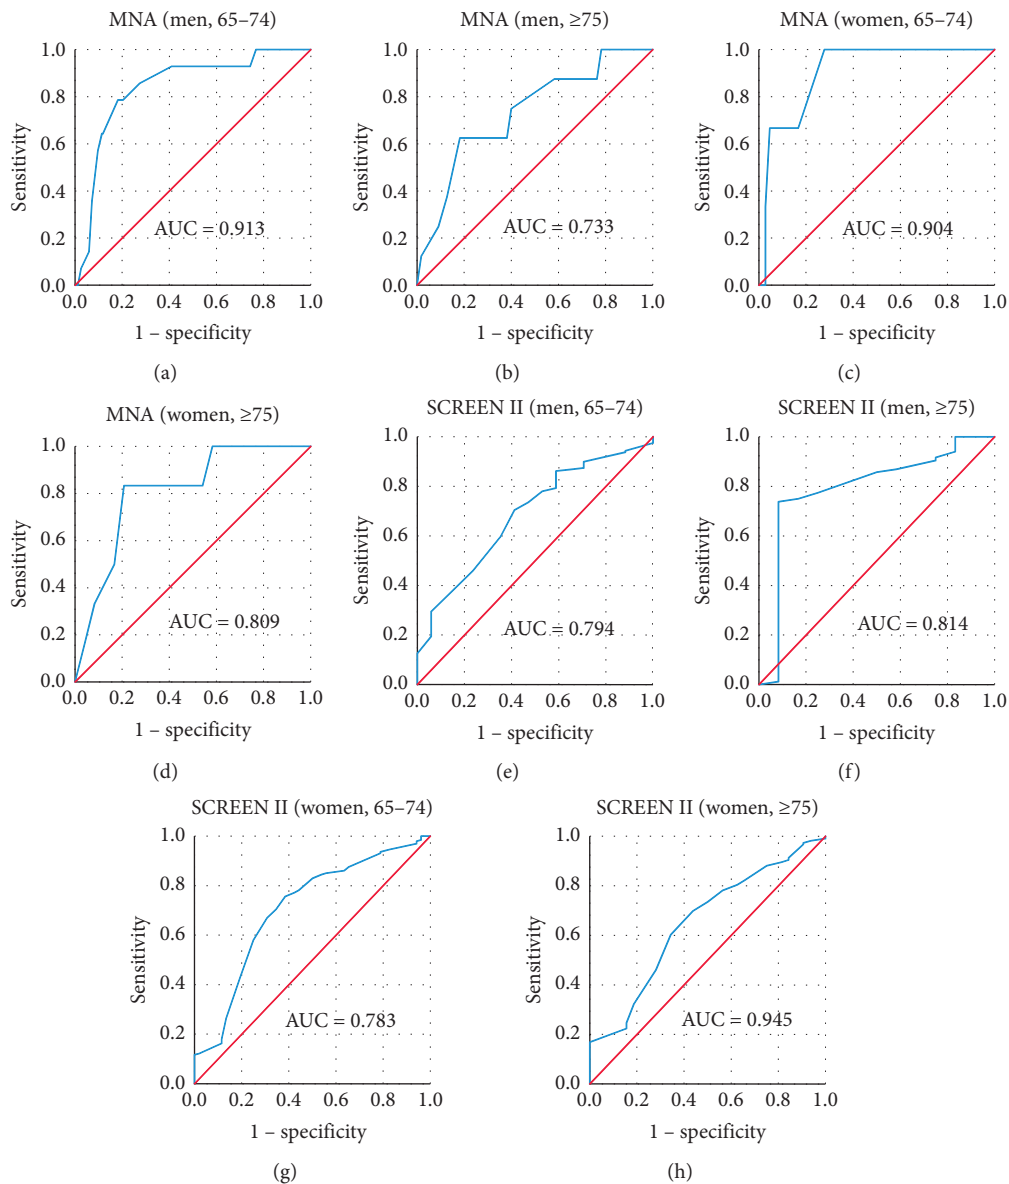 MNA (men, 65–74)
1.0
0.8
0.6
0.4
0.2
0.0
Sensitivity
AUC = 0.913
0.0 0.2 0.4 0.6 0.8 1.0
1 – specificity
(a)
MNA (men, ≥75)
1.0
0.8
0.6
0.4
0.2
0.0
Sensitivity
AUC = 0.733
0.0 0.2 0.4 0.6 0.8 1.0
1 – specificity
(b)
MNA (women, 65–74)
1.0
0.8
0.6
0.4
0.2
0.0
Sensitivity
AUC = 0.904
0.0 0.2 0.4 0.6 0.8 1.0
1 – specificity
(c)
MNA (women, ≥75)
1.0
0.8
0.6
0.4
0.2
0.0
Sensitivity
AUC = 0.809
0.0 0.2 0.4 0.6 0.8 1.0
1 – specificity
(d)
SCREEN II (men, 65–74)
1.0
0.8
0.6
0.4
0.2
0.0
Sensitivity
AUC = 0.794
0.0 0.2 0.4 0.6 0.8 1.0
1 – specificity
(e)
SCREEN II (men, ≥75)
1.0
0.8
0.6
0.4
0.2
0.0
Sensitivity
AUC = 0.814
0.0 0.2 0.4 0.6 0.8 1.0
1 – specificity
(f)
SCREEN II (women, 65–74)
1.0
0.8
0.6
0.4
0.2
0.0
Sensitivity
AUC = 0.783
0.0 0.2 0.4 0.6 0.8 1.0
1 – specificity
(g)
SCREEN II (women, ≥75)
1.0
0.8
0.6
0.4
0.2
0.0
Sensitivity
AUC = 0.945
0.0 0.2 0.4 0.6 0.8 1.0
1 – specificity
(h)